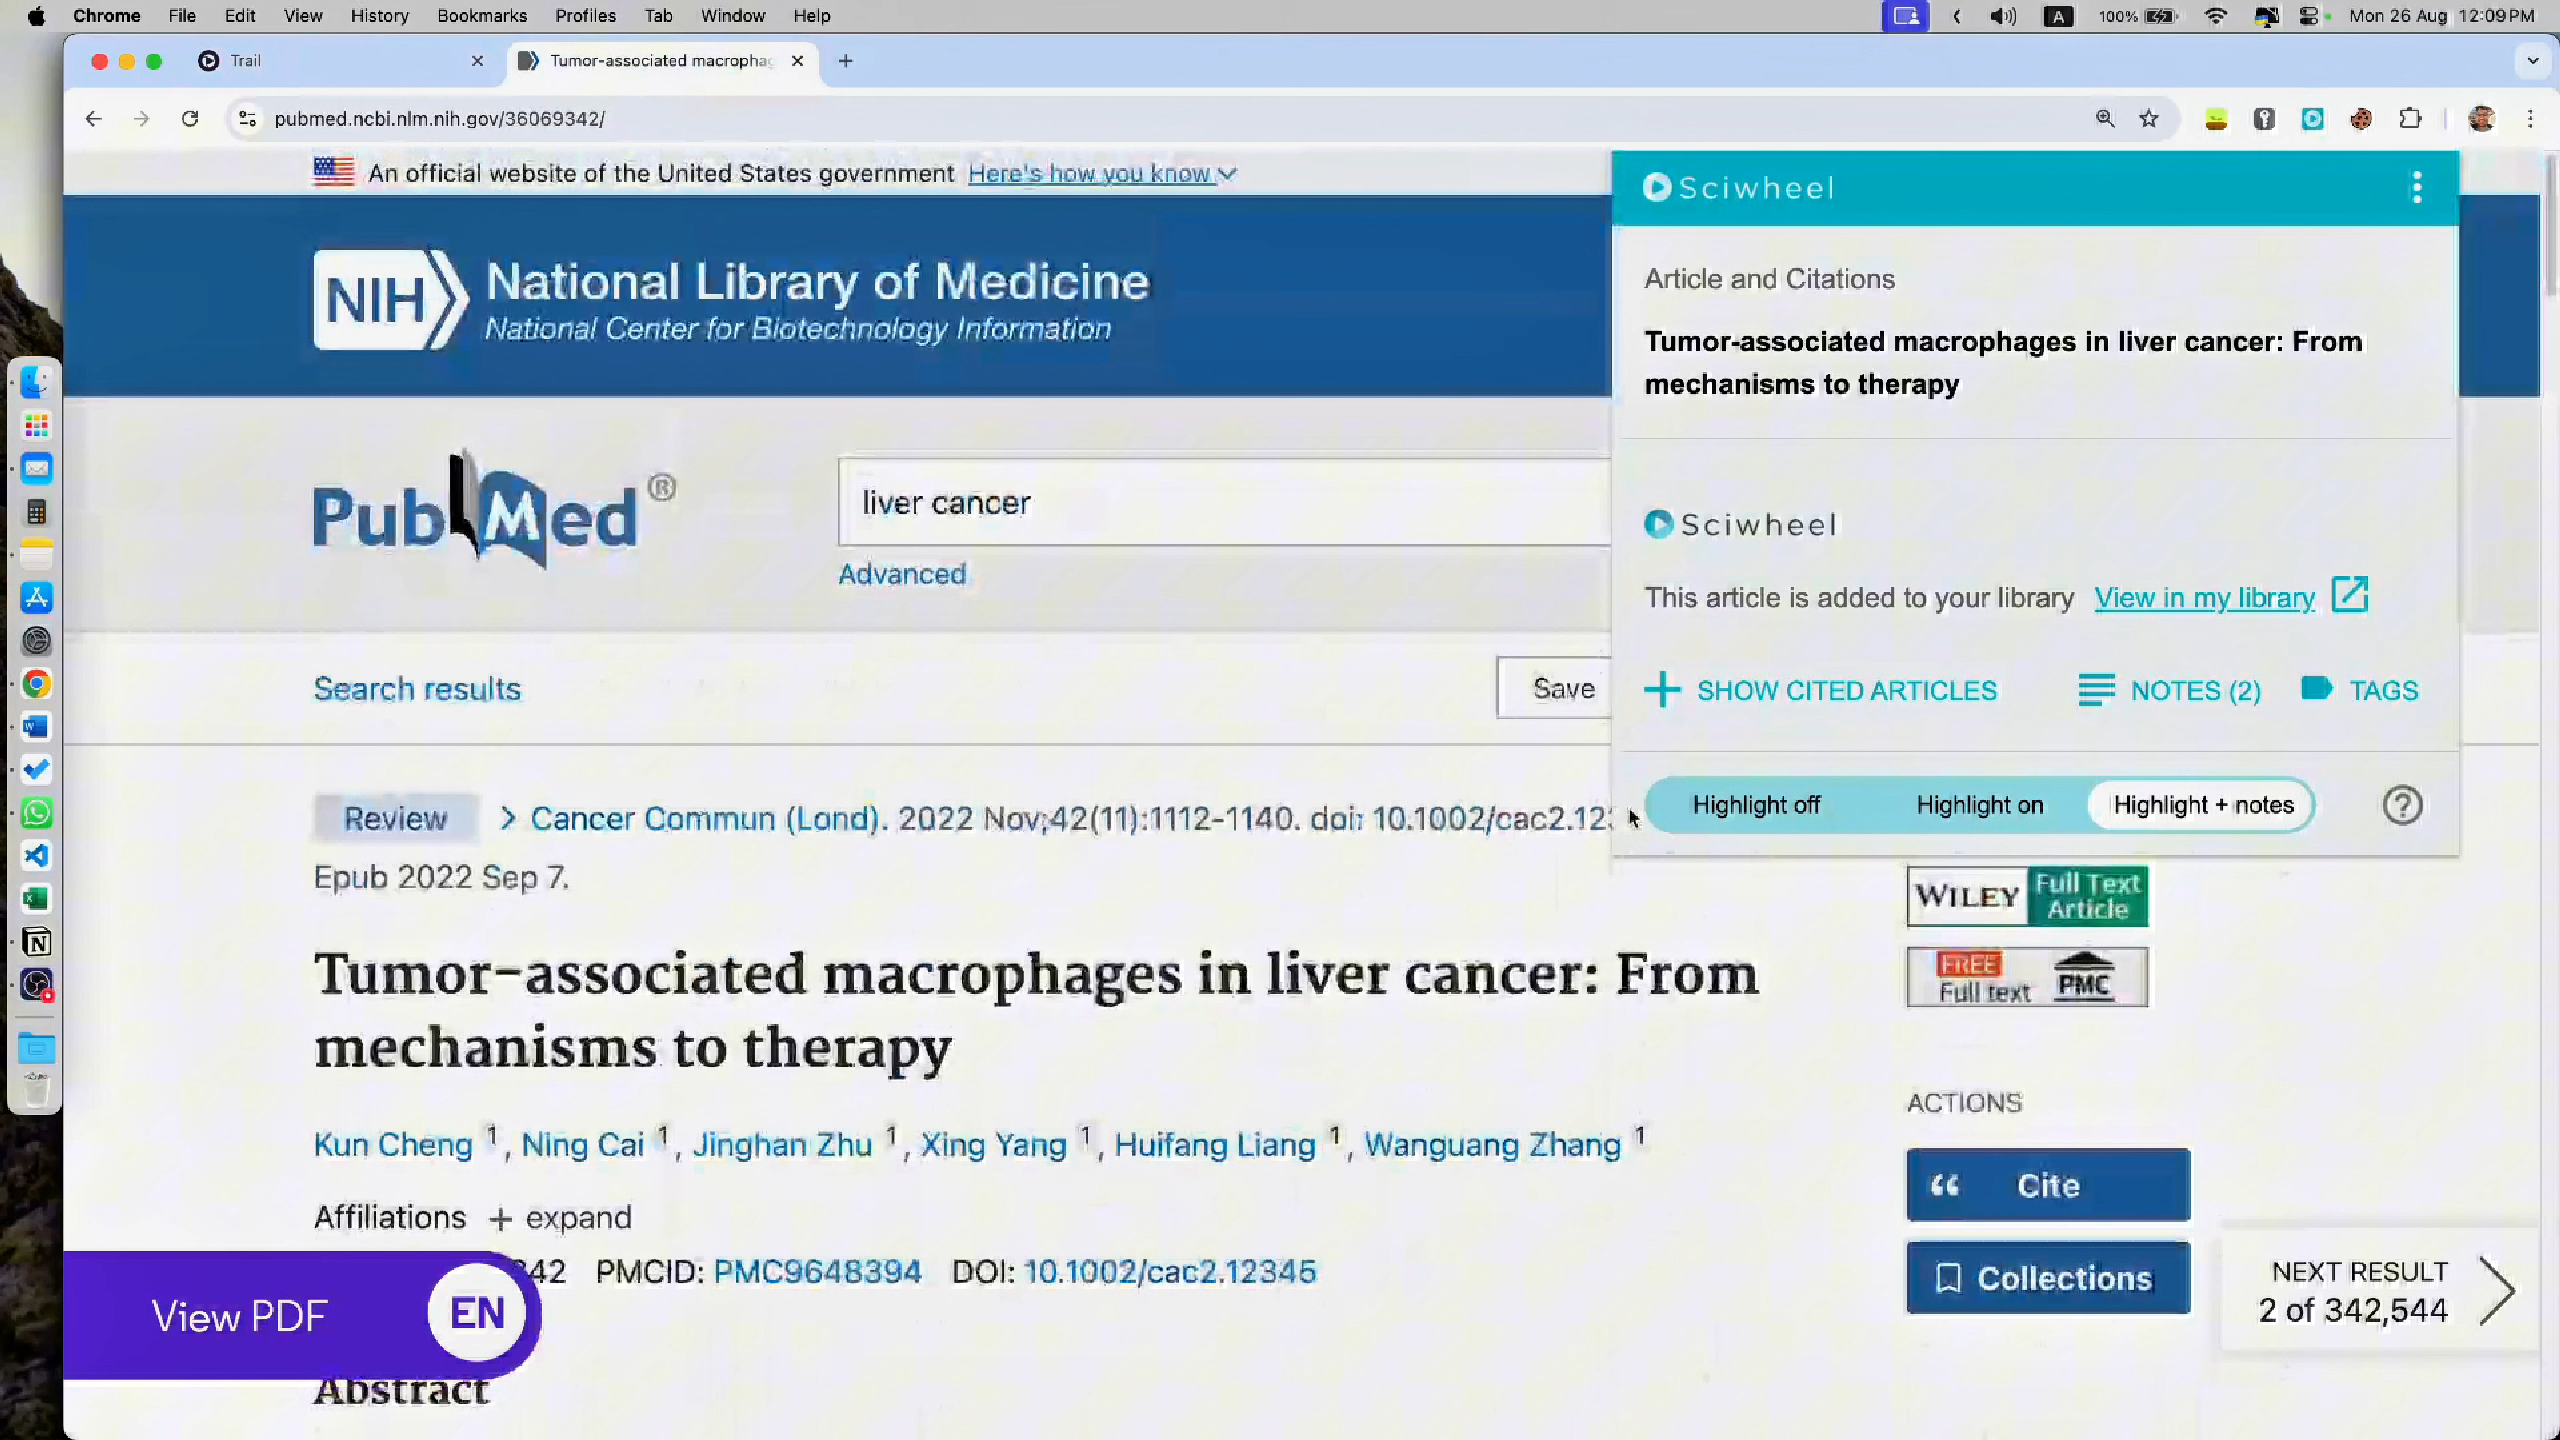 Chrome File Edit View History Bookmarks Profiles Tab Window Help
A 100% Mon 26 Aug 12:09 PM
Trail
Tumor-associated macropha
pubmed.ncbi.nlm.nih.gov/36069342/
An official website of the United States government Here's how you know
NIH National Library of Medicine
National Center for Biotechnology Information
PubMed®
liver cancer
Advanced
Search results
Save
Review
Cancer Commun (Lond). 2022 Nov;42(11):1112-1140. doi: 10.1002/cac2.123
Epub 2022 Sep 7.
Tumor-associated macrophages in liver cancer: From
mechanisms to therapy
Kun Cheng 1, Ning Cai 1, Jinghan Zhu 1, Xing Yang 1, Huifang Liang 1, Wanguang Zhang 1
Affiliations + expand
342 PMCID: PMC9648394 DOI: 10.1002/cac2.12345
View PDF EN
Abstract
Sciwheel
Article and Citations
Tumor-associated macrophages in liver cancer: From
mechanisms to therapy
Sciwheel
This article is added to your library View in my library
+ SHOW CITED ARTICLES NOTES (2) TAGS
Highlight off Highlight on Highlight + notes ?
WILEY Full Text
Article
FREE
Full text PMC
ACTIONS
Cite
Collections
NEXT RESULT
2 of 342,544